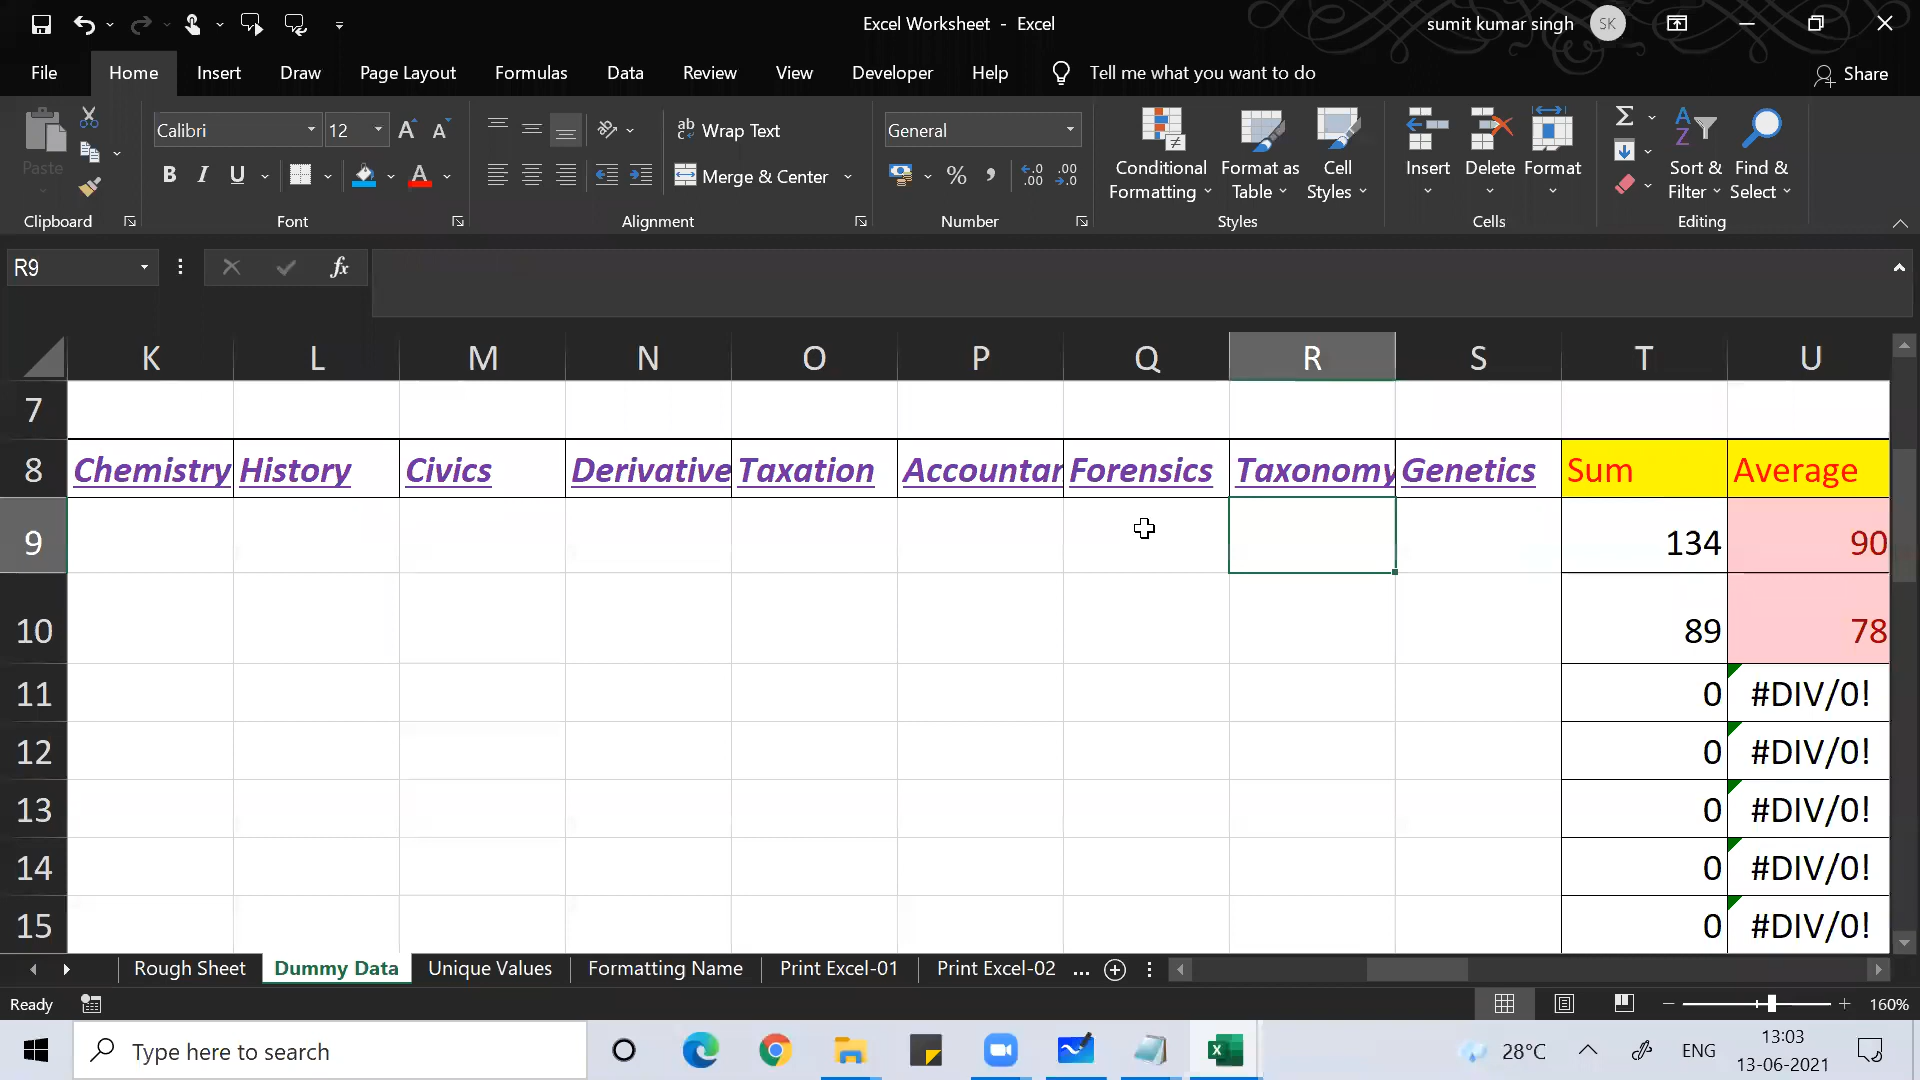 Excel Worksheet - Excel
sumit kumar singh SK
File Home Insert Draw Page Layout Formulas Data Review View Developer Help Tell me what you want to do Share
Paste
Calibri 12 A A
B I U A
ab Wrap Text
Merge & Center
General
% , .00 .00
Conditional Formatting
Format as Table
Cell Styles
Insert Delete Format
Sort & Filter
Find & Select
Clipboard Font Alignment Number Styles Cells Editing
R9 fx
K L M N O P Q R S T U
7
8 Chemistry History Civics Derivative Taxation Accountan Forensics Taxonomy Genetics Sum Average
9 134 90
10 89 78
11 0 #DIV/0!
12 0 #DIV/0!
13 0 #DIV/0!
14 0 #DIV/0!
15 0 #DIV/0!
Rough Sheet Dummy Data Unique Values Formatting Name Print Excel-01 Print Excel-02 ...
Ready 160%
Type here to search
28°C ENG 13:03
13-06-2021